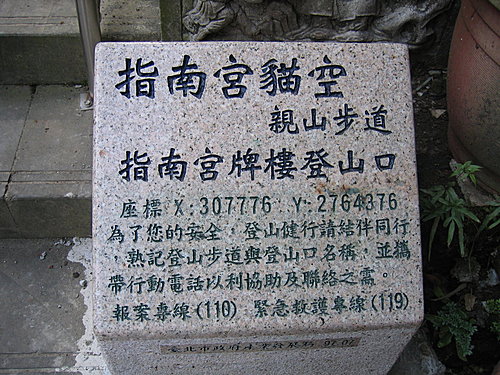 指南宮貓空
親山步道
指南宮牌樓登山口
座標 X:307776 Y:2764376
為了您的安全，登山健行請結伴同行
，熟記登山步道與登山口名稱，並攜
帶行動電話以利協助及聯絡之需。
報案專線(110) 緊急救護專線(119)